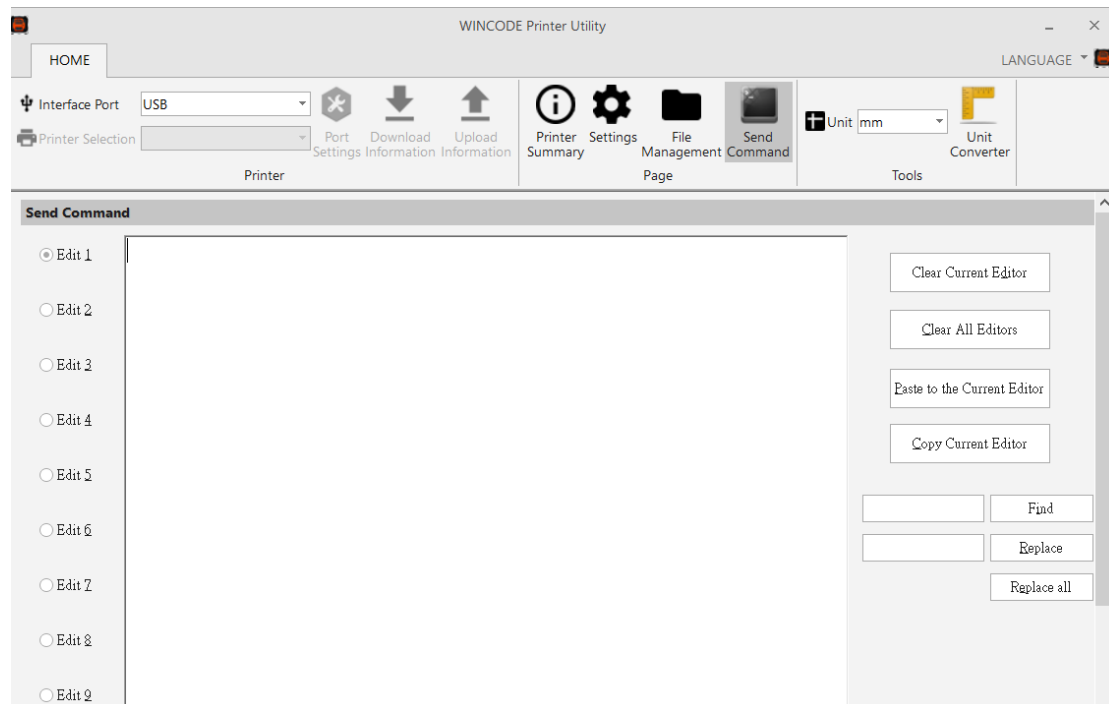 WINCODE Printer Utility
HOME
LANGUAGE
Interface Port USB
Printer Selection
Port Settings
Download Information
Upload Information
Printer
Printer Summary
Settings
File Management
Send Command
Page
Unit mm
Unit Converter
Tools
Send Command
Edit 1
Edit 2
Edit 3
Edit 4
Edit 5
Edit 6
Edit 7
Edit 8
Edit 9
Clear Current Editor
Clear All Editors
Paste to the Current Editor
Copy Current Editor
Find
Replace
Replace all